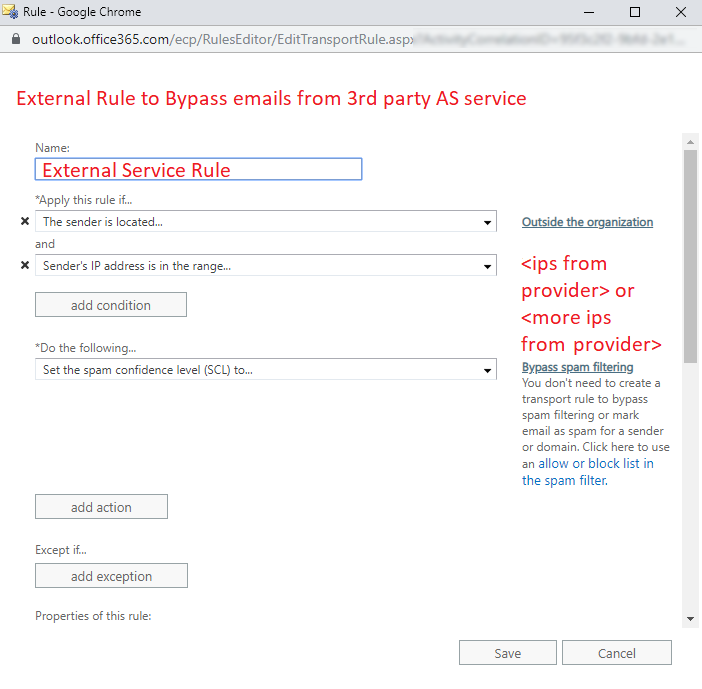 Rule - Google Chrome
outlook.office365.com/ecp/RulesEditor/EditTransportRule.aspx
External Rule to Bypass emails from 3rd party AS service
Name:
External Service Rule
*Apply this rule if...
The sender is located...
Outside the organization
and
Sender's IP address is in the range...
<ips from
provider> or
<more ips
from provider>
add condition
*Do the following...
Set the spam confidence level (SCL) to...
Bypass spam filtering
You don't need to create a
transport rule to bypass
spam filtering or mark
email as spam for a sender
or domain. Click here to use
an allow or block list in
the spam filter.
add action
Except if...
add exception
Properties of this rule:
Save
Cancel